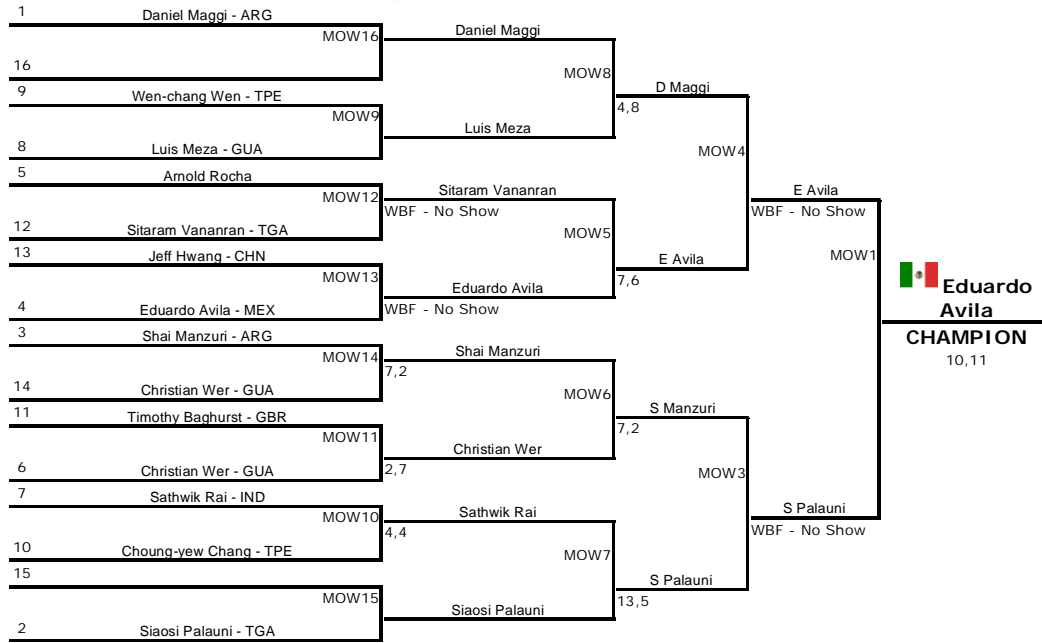 1
Daniel Maggi - ARG
MOW16
16
9
Wen-chang Wen - TPE
MOW9
8
Luis Meza - GUA
5
Arnold Rocha
MOW12
12
Sitaram Vananran - TGA
13
Jeff Hwang - CHN
MOW13
4
Eduardo Avila - MEX
3
Shai Manzuri - ARG
MOW14
14
Christian Wer - GUA
11
Timothy Baghurst - GBR
MOW11
6
Christian Wer - GUA
7
Sathwik Rai - IND
MOW10
10
Choung-yew Chang - TPE
15
MOW15
2
Siaosi Palauni - TGA
Daniel Maggi
MOW8
Luis Meza
Sitaram Vananran
WBF - No Show
MOW5
Eduardo Avila
WBF - No Show
Shai Manzuri
7,2
MOW6
Christian Wer
2,7
Sathwik Rai
4,4
MOW7
Siaosi Palauni
D Maggi
4,8
MOW4
E Avila
7,6
S Manzuri
7,2
MOW3
S Palauni
13,5
E Avila
WBF - No Show
MOW1
S Palauni
WBF - No Show
Eduardo
Avila
CHAMPION
10,11